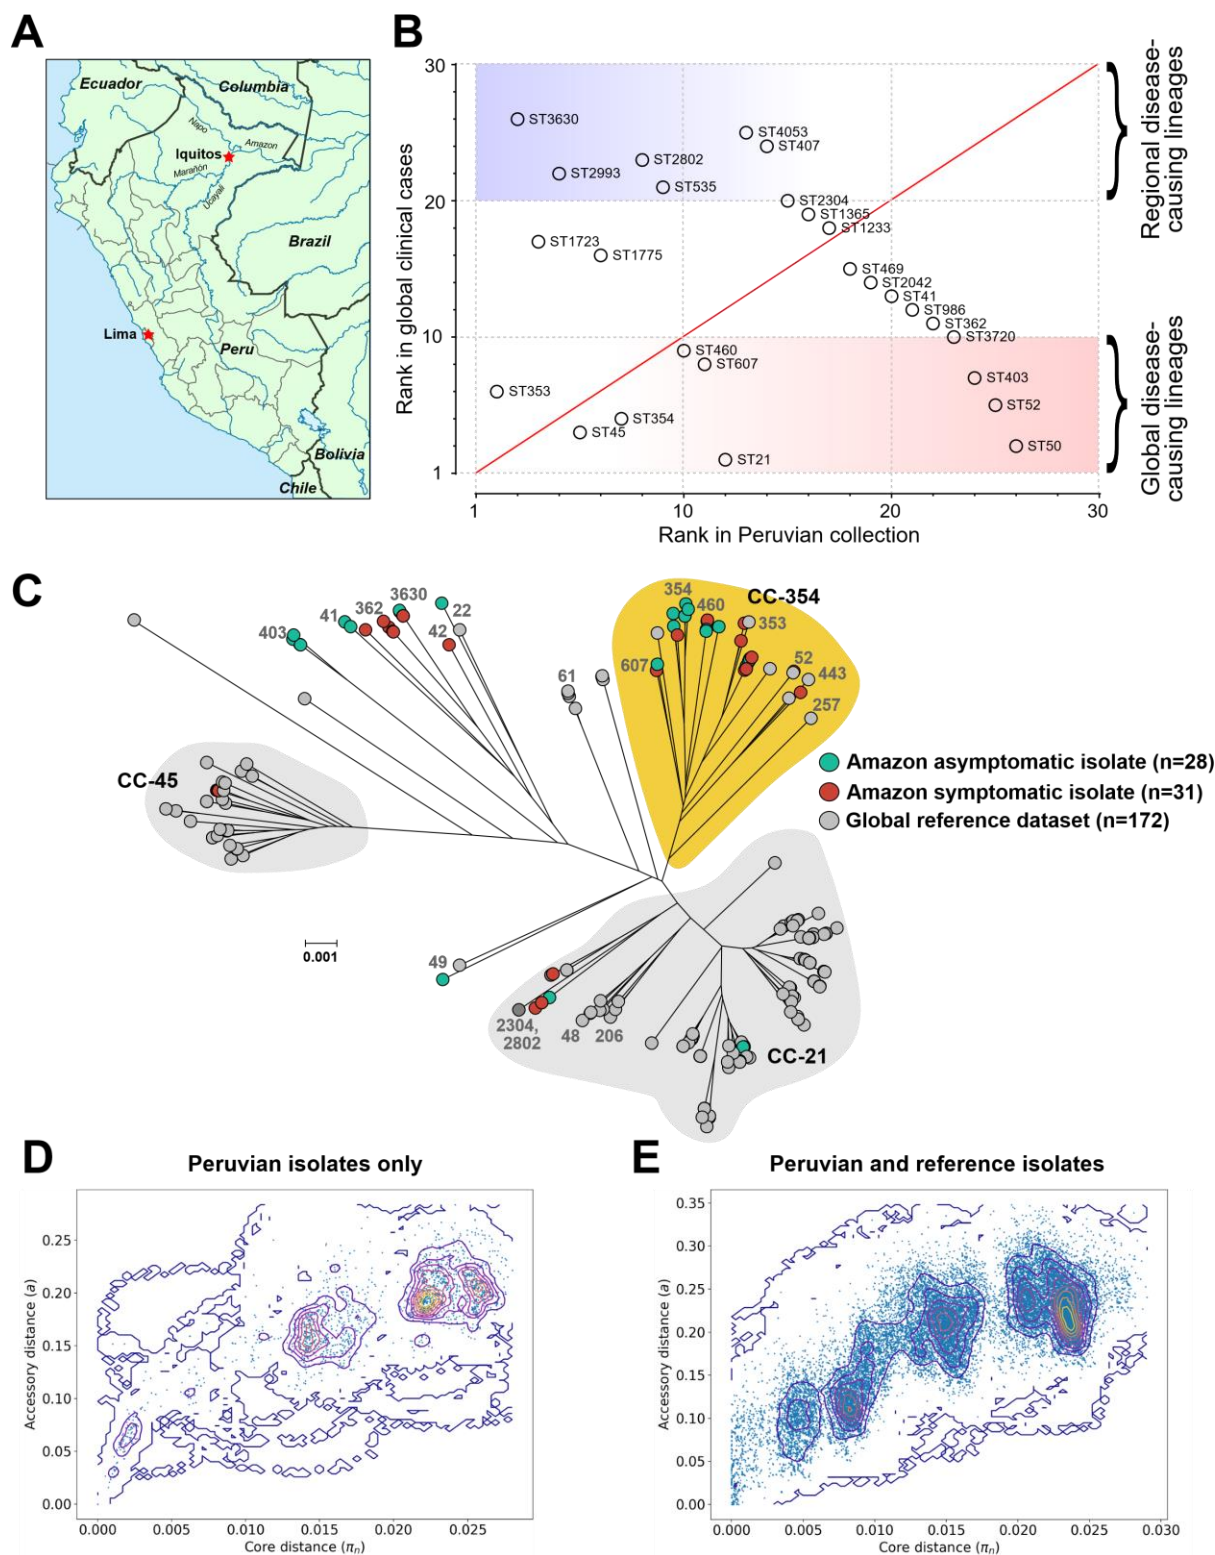 A
Ecuador
Columbia
Napo
Amazon
Iquitos
Marañón
Ucayali
Brazil
Lima
Peru
Bolivia
Chile
B
Rank in global clinical cases
30
20
10
1
ST3630
ST4053
ST407
ST2802
ST2993
ST535
ST2304
ST1365
ST1233
ST1723
ST1775
ST469
ST2042
ST41
ST986
ST362
ST3720
ST460
ST607
ST403
ST353
ST52
ST354
ST45
ST50
ST21
1
10
20
30
Rank in Peruvian collection
Regional disease-
causing lineages
Global disease-
causing lineages
C
403
41
362
3630
22
42
61
354
460
CC-354
353
607
52
443
257
CC-45
Amazon asymptomatic isolate (n=28)
Amazon symptomatic isolate (n=31)
Global reference dataset (n=172)
0.001
49
2304,
2802
48
206
CC-21
D
Peruvian isolates only
Accessory distance (a)
0.25
0.20
0.15
0.10
0.05
0.00
0.000
0.005
0.010
0.015
0.020
0.025
Core distance (πn)
E
Peruvian and reference isolates
Accessory distance (a)
0.35
0.30
0.25
0.20
0.15
0.10
0.05
0.00
0.000
0.005
0.010
0.015
0.020
0.025
0.030
Core distance (πn)